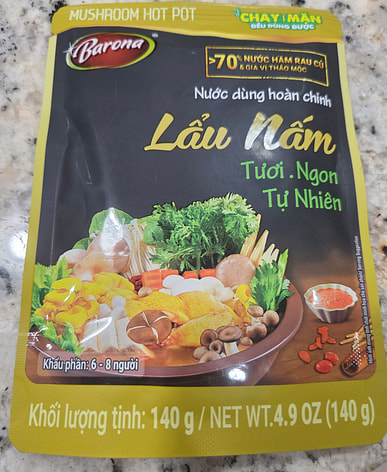 MUSHROOM HOT POT
CHAY & MẶN
ĐỀU DÙNG ĐƯỢC
Barona
>70% NƯỚC HẦM RAU CỦ
& GIA VỊ THẢO MỘC
Nước dùng hoàn chỉnh
Lẩu Nấm
Tươi . Ngon
Tự Nhiên
Khẩu phần: 6 - 8 người
Khối lượng tịnh: 140 g / NET WT.4.9 OZ (140 g)